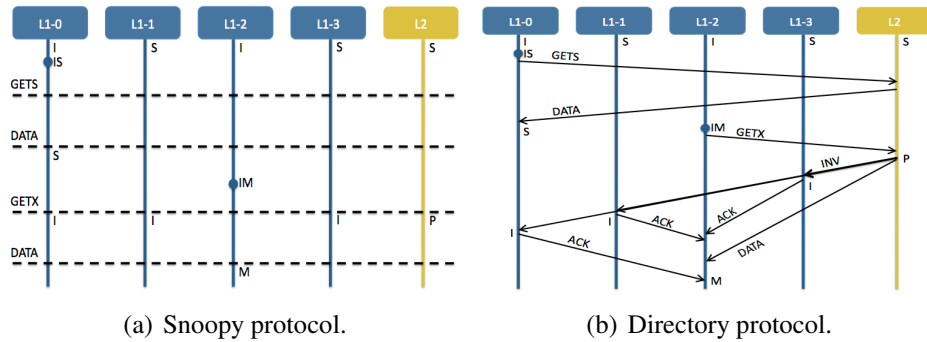 L1-0 L1-1 L1-2 L1-3 L2
I S I S S
IS
GETS
DATA
S
IM
GETX
I I I P
DATA
M
(a) Snoopy protocol.
L1-0 L1-1 L1-2 L1-3 L2
I S I S S
IS
GETS
DATA
S
IM
GETX
INV
P
I
ACK
I
ACK
I
ACK
DATA
M
(b) Directory protocol.